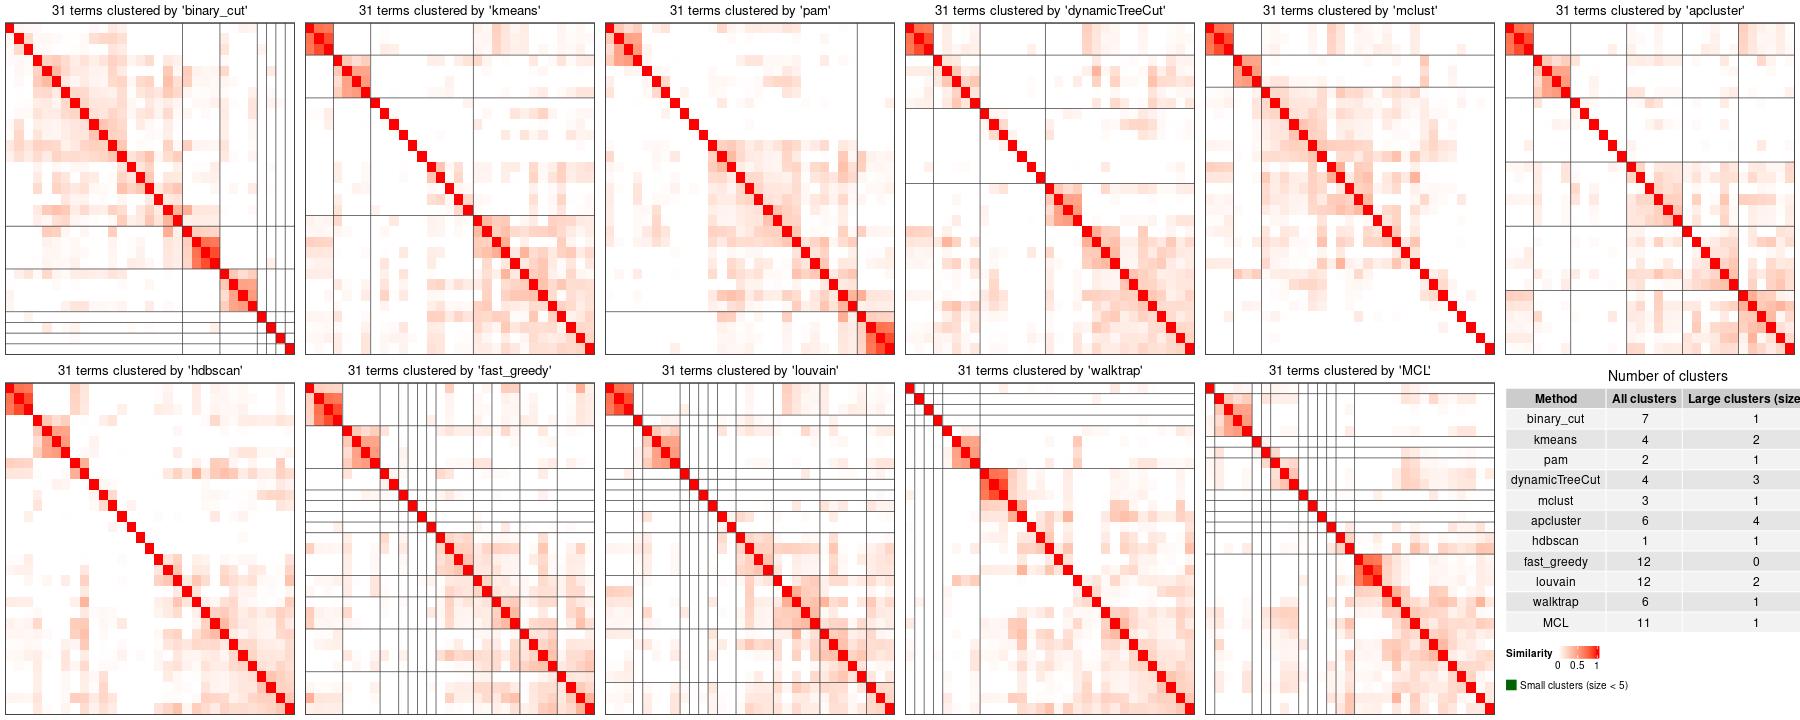 31 terms clustered by 'binary_cut'
31 terms clustered by 'kmeans'
31 terms clustered by 'pam'
31 terms clustered by 'dynamicTreeCut'
31 terms clustered by 'mclust'
31 terms clustered by 'apcluster'
31 terms clustered by 'hdbscan'
31 terms clustered by 'fast_greedy'
31 terms clustered by 'louvain'
31 terms clustered by 'walktrap'
31 terms clustered by 'MCL'
Number of clusters
Method All clusters Large clusters (size
binary_cut 7 1
kmeans 4 2
pam 2 1
dynamicTreeCut 4 3
mclust 3 1
apcluster 6 4
hdbscan 1 1
fast_greedy 12 0
louvain 12 2
walktrap 6 1
MCL 11 1
Similarity
0 0.5 1
Small clusters (size < 5)